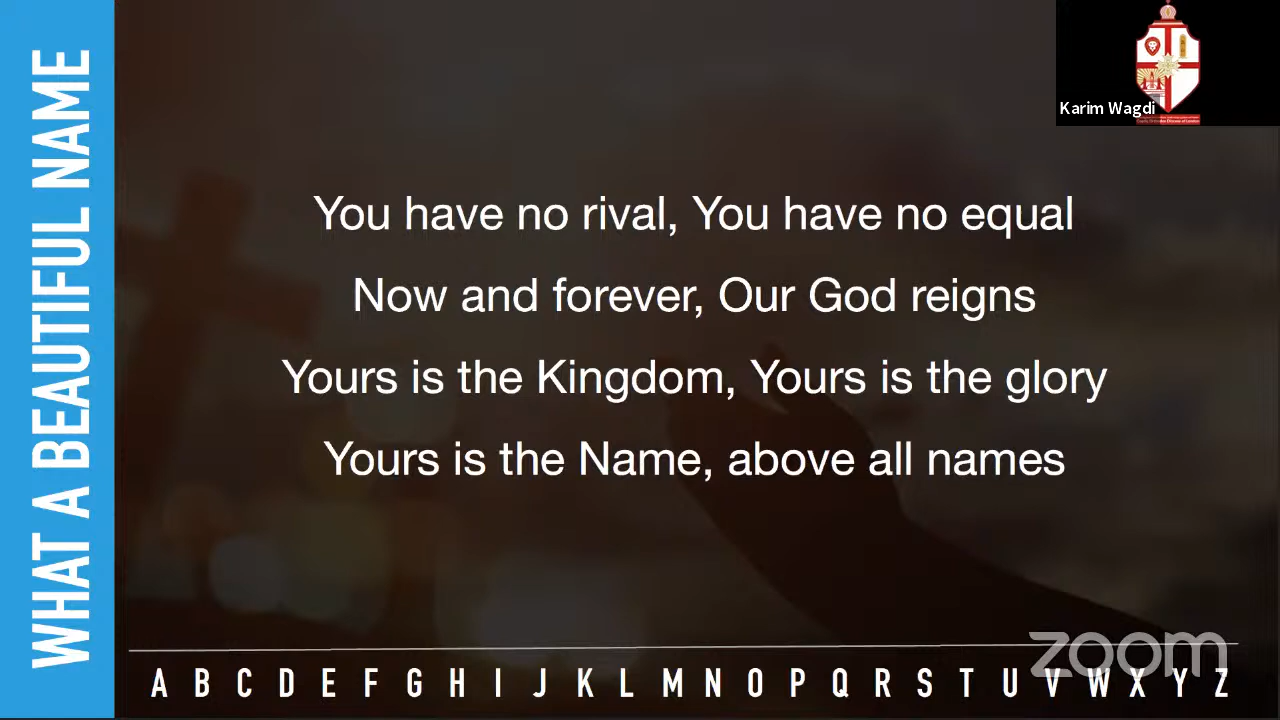 WHAT A BEAUTIFUL NAME
Karim Wagdi
You have no rival, You have no equal
Now and forever, Our God reigns
Yours is the Kingdom, Yours is the glory
Yours is the Name, above all names
zoom
A B C D E F G H I J K L M N O P Q R S T U V W X Y Z